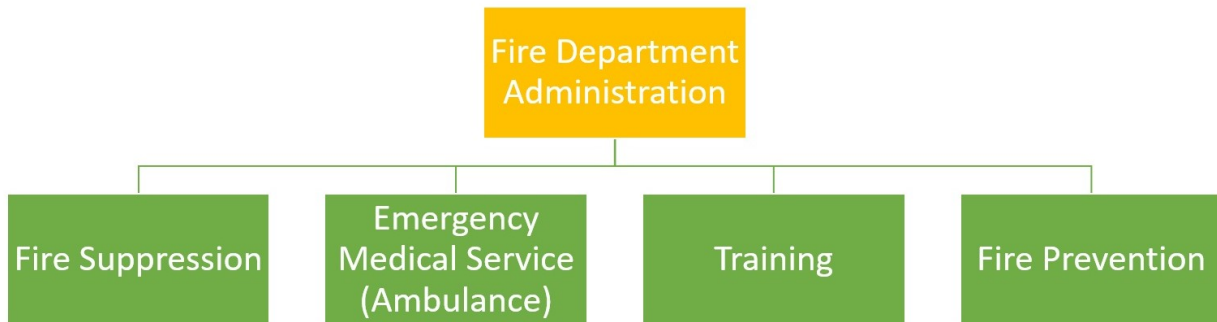 Fire Department
Administration
Fire Suppression
Emergency
Medical Service
(Ambulance)
Training
Fire Prevention